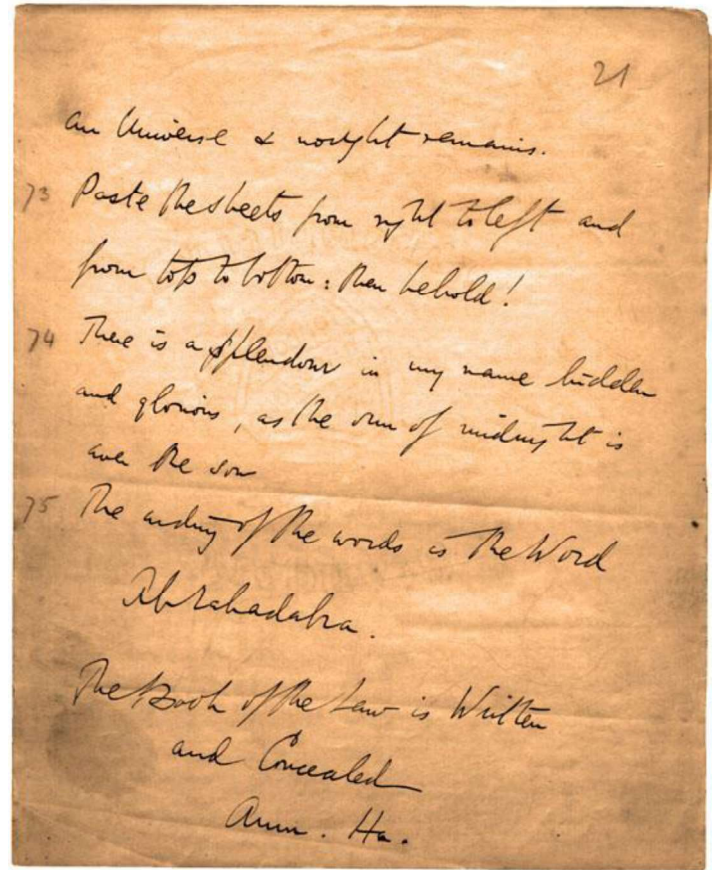 21
an Universe & nought remains.
73 Paste the sheets from right to left and
from top to bottom: then behold!
74 There is a splendour in my name hidden
and glorious, as the sun of midnight is
ever the son
75 The ending of the words is the Word
Abrahadabra.
The Book of the Law is Written
and Concealed
Aum. Ha.